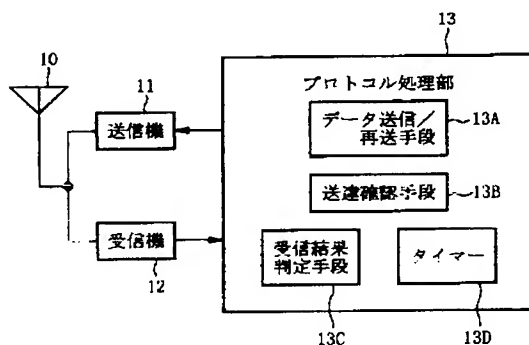 13
10
11
プロトコル処理部
送信機
データ送信／
再送手段
13A
送達確認手段
13B
受信機
12
受信結果
判定手段
タイマー
13C
13D